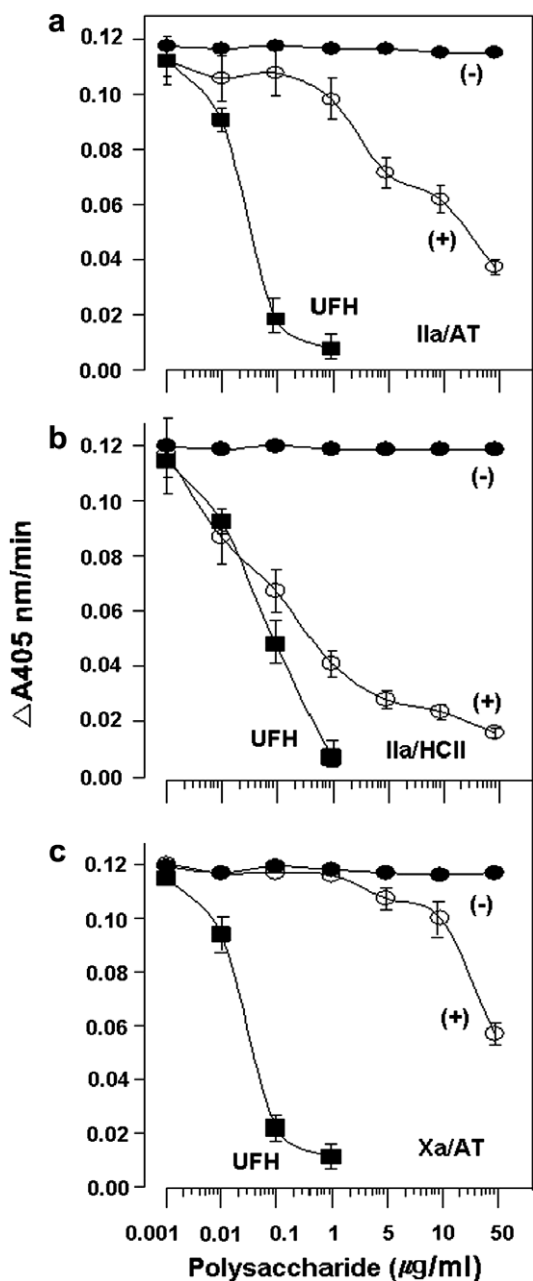 a
0.12
0.10
0.08
0.06
0.04
0.02
0.00
(-)
(+)
UFH
IIa/AT
b
0.12
0.10
0.08
0.06
0.04
0.02
0.00
(-)
(+)
UFH
IIa/HCII
c
0.12
0.10
0.08
0.06
0.04
0.02
0.00
(-)
(+)
UFH
Xa/AT
△A405 nm/min
0.001 0.01 0.1 1 5 10 50
Polysaccharide (μg/ml)